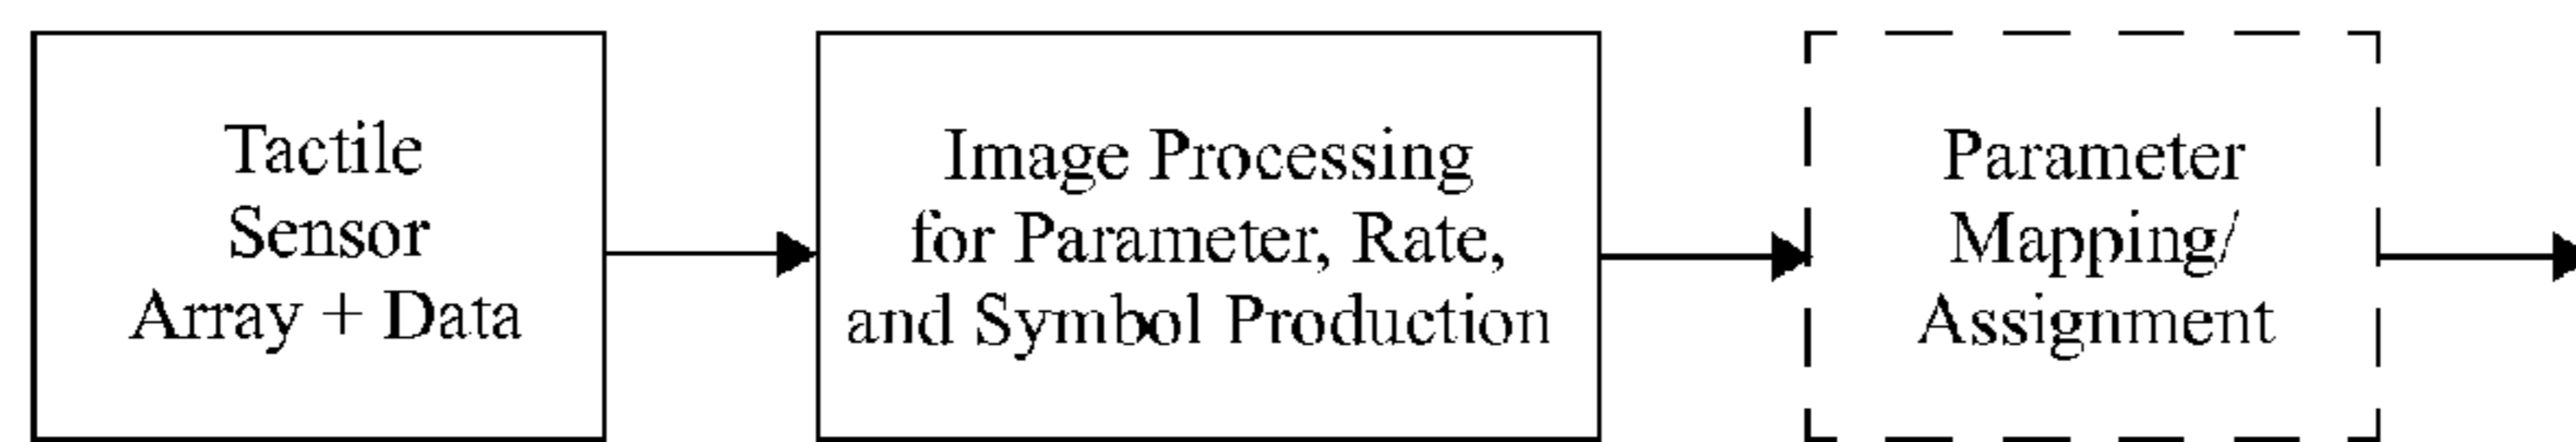 Tactile
Sensor
Array + Data
Image Processing
for Parameter, Rate,
and Symbol Production
Parameter
Mapping/
Assignment